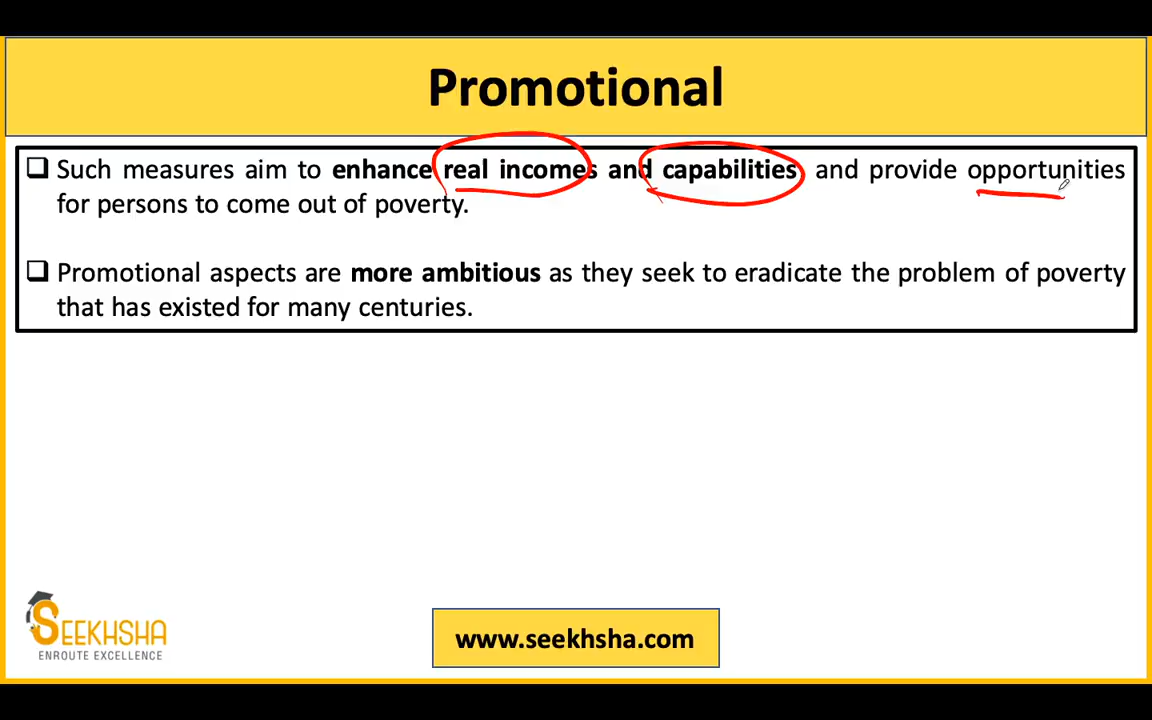 Promotional
Such measures aim to enhance real incomes and capabilities and provide opportunities
for persons to come out of poverty.
Promotional aspects are more ambitious as they seek to eradicate the problem of poverty
that has existed for many centuries.
SEEKHSHA
ENROUTE EXCELLENCE
www.seekhsha.com